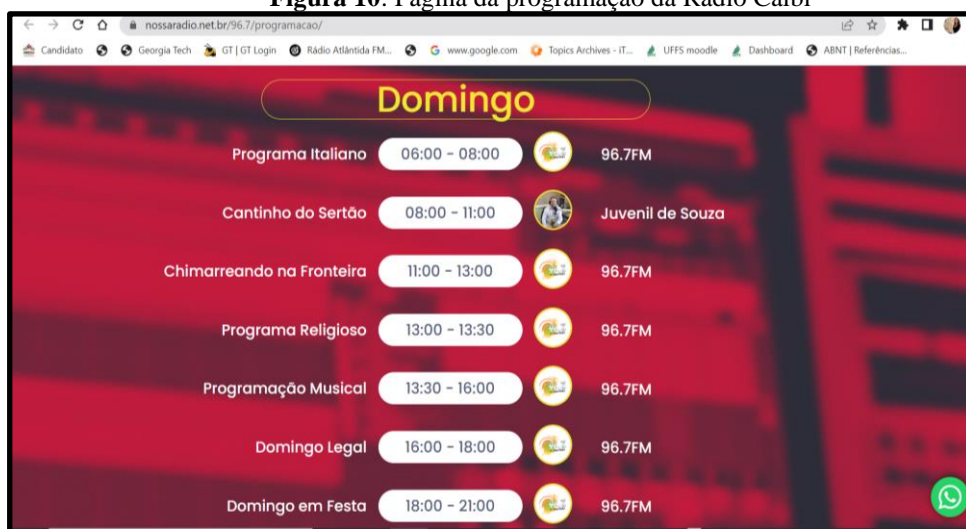 Figura 10. Página da programação da Rádio Caibi
nossaradio.net.br/96.7/programacao/
Candidato Georgia Tech GT | GT Login Rádio Atlântida FM... www.google.com Topics Archives - iT... UFFS moodle Dashboard ABNT | Referências...
Domingo
Programa Italiano 06:00 - 08:00 96.7FM
Cantinho do Sertão 08:00 - 11:00 Juvenil de Souza
Chimarreando na Fronteira 11:00 - 13:00 96.7FM
Programa Religioso 13:00 - 13:30 96.7FM
Programação Musical 13:30 - 16:00 96.7FM
Domingo Legal 16:00 - 18:00 96.7FM
Domingo em Festa 18:00 - 21:00 96.7FM